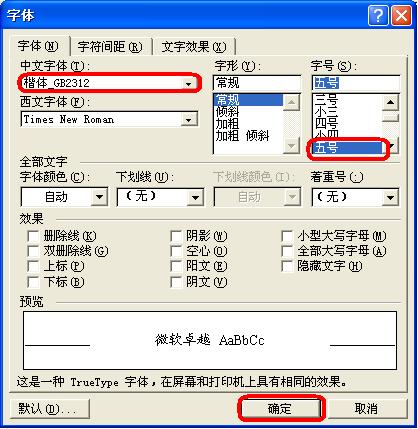 字体
字体(N) 字符间距(R) 文字效果(X)
中文字体(T): 字形(Y): 字号(S):
楷体_GB2312 常规 五号
常规 三号
西文字体(F): 倾斜 小三
Times New Roman 加粗 四号
加粗 倾斜 小四
五号
全部文字
字体颜色(C): 下划线(U): 下划线颜色(I): 着重号(:)
自动 (无) 自动 (无)
效果
删除线(K) 阴影(W) 小型大写字母(M)
双删除线(G) 空心(O) 全部大写字母(A)
上标(P) 阳文(E) 隐藏文字(H)
下标(B) 阴文(V)
预览
微软卓越 AaBbCc
这是一种 TrueType 字体，在屏幕和打印机上具有相同的效果。
默认(D)... 确定 取消